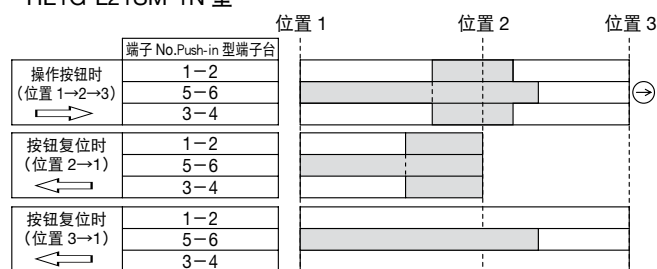 HE1G-L21SM-1N 型
位置 1 位置 2 位置 3
端子 No.Push-in 型端子台
操作按钮时
(位置 1→2→3)
1-2
5-6
3-4
按钮复位时
(位置 2→1)
1-2
5-6
3-4
按钮复位时
(位置 3→1)
1-2
5-6
3-4